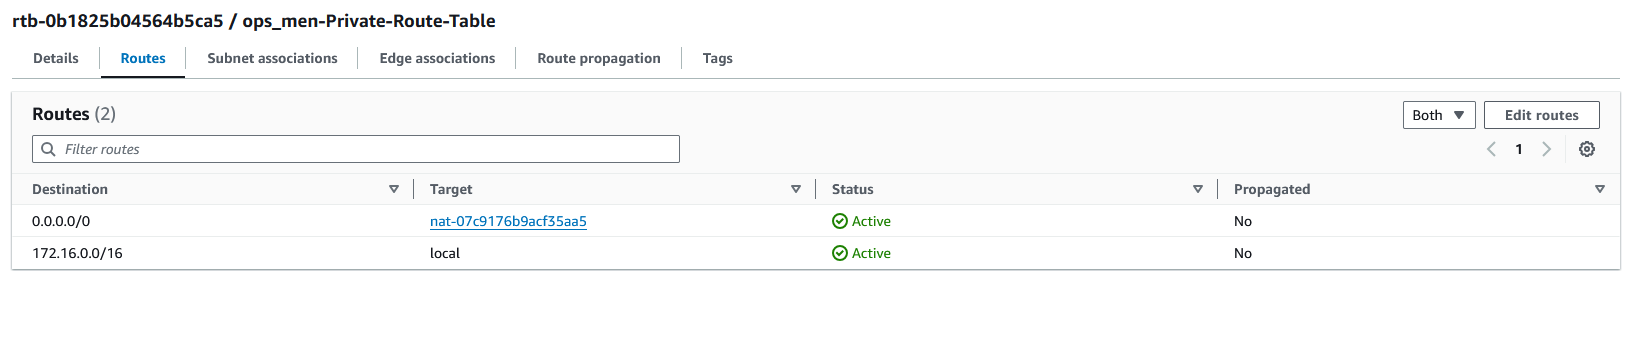 rtb-0b1825b04564b5ca5 / ops_men-Private-Route-Table
Details Routes Subnet associations Edge associations Route propagation Tags
Routes (2) Both Edit routes
Filter routes 1
Destination Target Status Propagated
0.0.0.0/0 nat-07c9176b9acf35aa5 Active No
172.16.0.0/16 local Active No